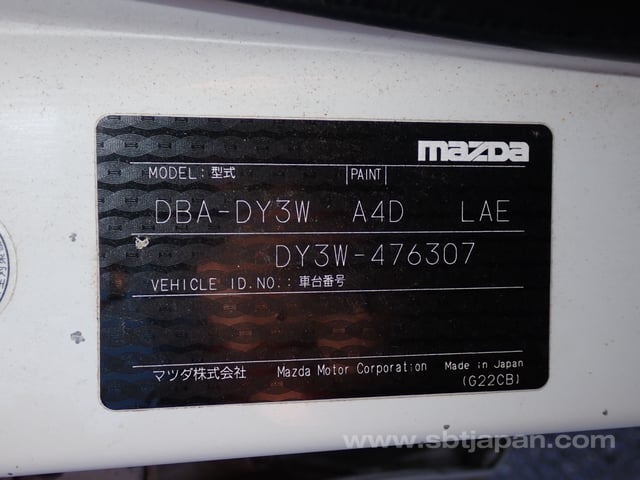 mazda
MODEL: 型式 PAINT
DBA-DY3W A4D LAE
DY3W-476307
VEHICLE ID.NO.: 車台番号
マツダ株式会社 Mazda Motor Corporation Made in Japan
(G22CB)
www.sbtjapan.com